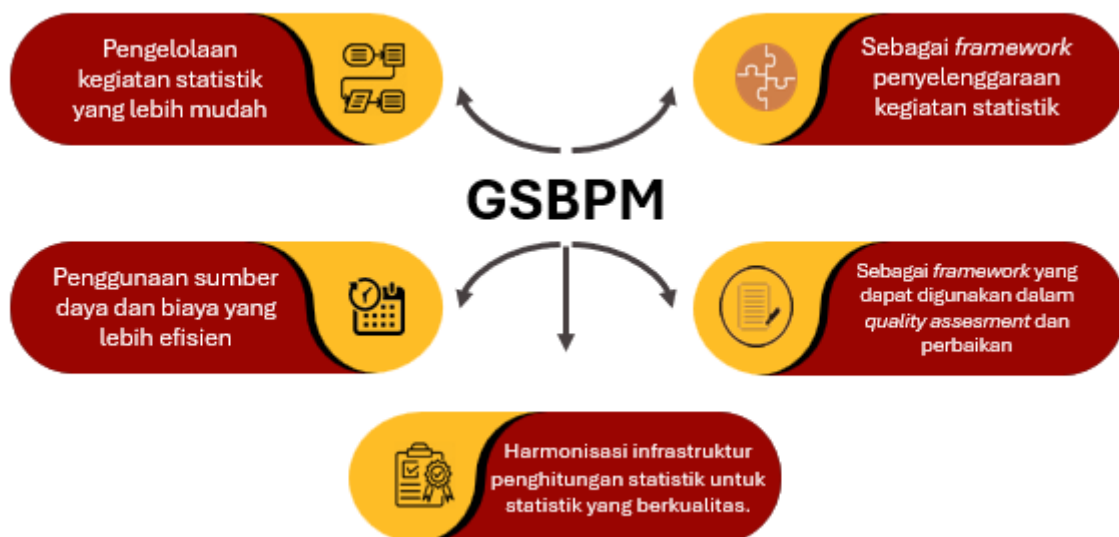 Pengelolaan
kegiatan statistik
yang lebih mudah
Sebagai framework
penyelenggaraan
kegiatan statistik
GSBPM
Penggunaan sumber
daya dan biaya yang
lebih efisien
Sebagai framework yang
dapat digunakan dalam
quality assesment dan
perbaikan
Harmonisasi infrastruktur
penghitungan statistik untuk
statistik yang berkualitas.